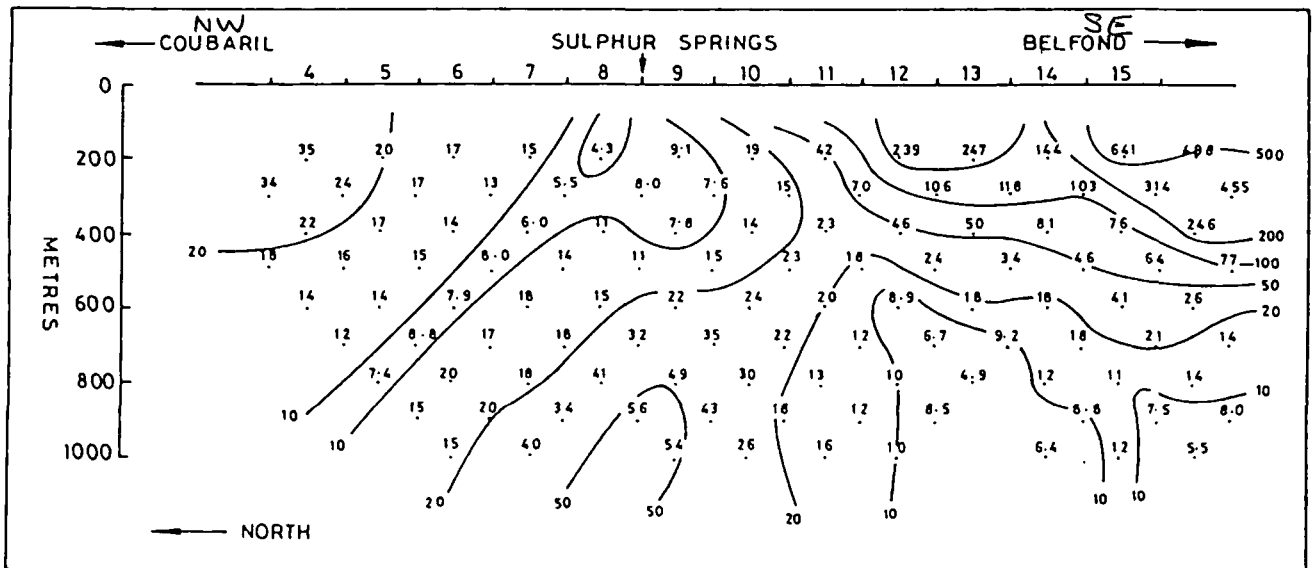 NW SE
COUBARIL SULPHUR SPRINGS BELFOND
4 5 6 7 8 9 10 11 12 13 14 15
0
35 20 17 15 4.3 9.1 19 42 239 247 144 641 498 500
200
34 24 17 13 5.5 8.0 7.6 15 70 106 118 103 314 455
22 17 14 6.0 11 7.8 14 23 46 50 81 76 246 200
400
20 18 16 15 8.0 14 11 15 23 18 24 34 46 64 77 100
50
14 14 7.9 18 15 22 24 20 8.9 18 18 41 26
600
20
12 8.8 17 18 32 35 22 12 6.7 9.2 18 21 14
7.4 20 18 41 49 30 13 10 4.9 12 11 14
800
10
10 15 20 34 56 43 18 12 8.5 8.8 7.5 8.0
10 15 40 54 26 16 10 6.4 12 5.5
1000
20 50 50 20 10 10 10
METRES
NORTH